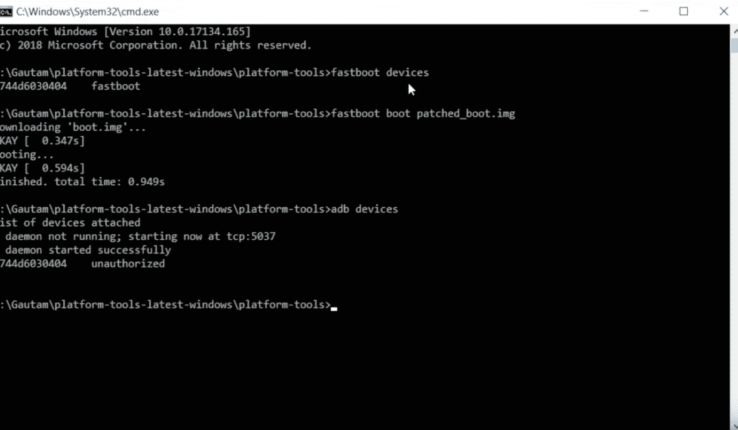 C:\Windows\System32\cmd.exe
icrosoft Windows [Version 10.0.17134.165]
c) 2018 Microsoft Corporation. All rights reserved.
:\Gautam\platform-tools-latest-windows\platform-tools>fastboot devices
744d6030404 fastboot
:\Gautam\platform-tools-latest-windows\platform-tools>fastboot boot patched_boot.img
ownloading 'boot.img'...
KAY [ 0.347s]
ooting...
KAY [ 0.594s]
inished. total time: 0.949s
:\Gautam\platform-tools-latest-windows\platform-tools>adb devices
ist of devices attached
daemon not running; starting now at tcp:5037
daemon started successfully
744d6030404 unauthorized
:\Gautam\platform-tools-latest-windows\platform-tools>